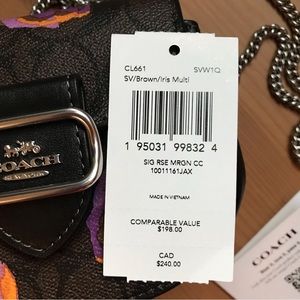 CL661 SVW1Q
SV/Brown/Iris Multi
1 95031 99832 4
SIG RSE MRGN CC
10011161JAX
MADE IN VIETNAM
COMPARABLE VALUE
$198.00
CAD
$240.00
COACH
COACH